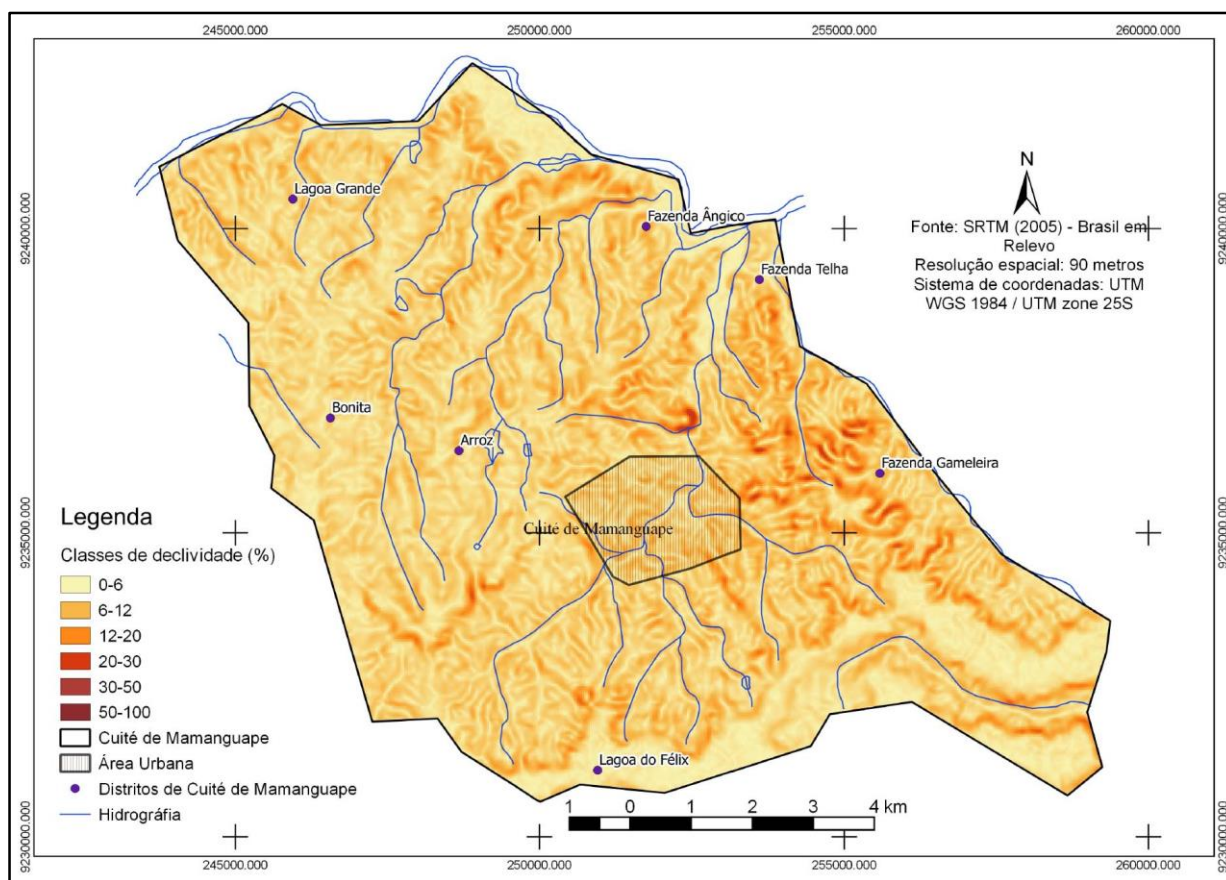 245000.000
250000.000
255000.000
260000.000
9240000.000
9240000.000
N
Fonte: SRTM (2005) - Brasil em
Relevo
Resolução espacial: 90 metros
Sistema de coordenadas: UTM
WGS 1984 / UTM zone 25S
Lagoa Grande
Fazenda Ângico
Fazenda Telha
Bonita
Arroz
Fazenda Gameleira
Cuité de Mamanguape
9235000.000
9235000.000
Legenda
Classes de declividade (%)
0-6
6-12
12-20
20-30
30-50
50-100
Cuité de Mamanguape
Área Urbana
Distritos de Cuité de Mamanguape
Hidrográfia
Lagoa do Félix
1 0 1 2 3 4 km
9230000.000
9230000.000
245000.000
250000.000
255000.000
260000.000